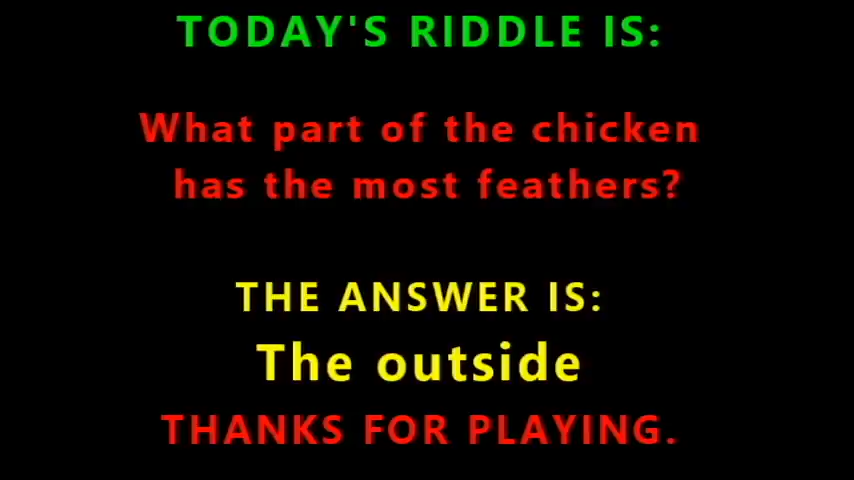 TODAY'S RIDDLE IS:
What part of the chicken
has the most feathers?
THE ANSWER IS:
The outside
THANKS FOR PLAYING.